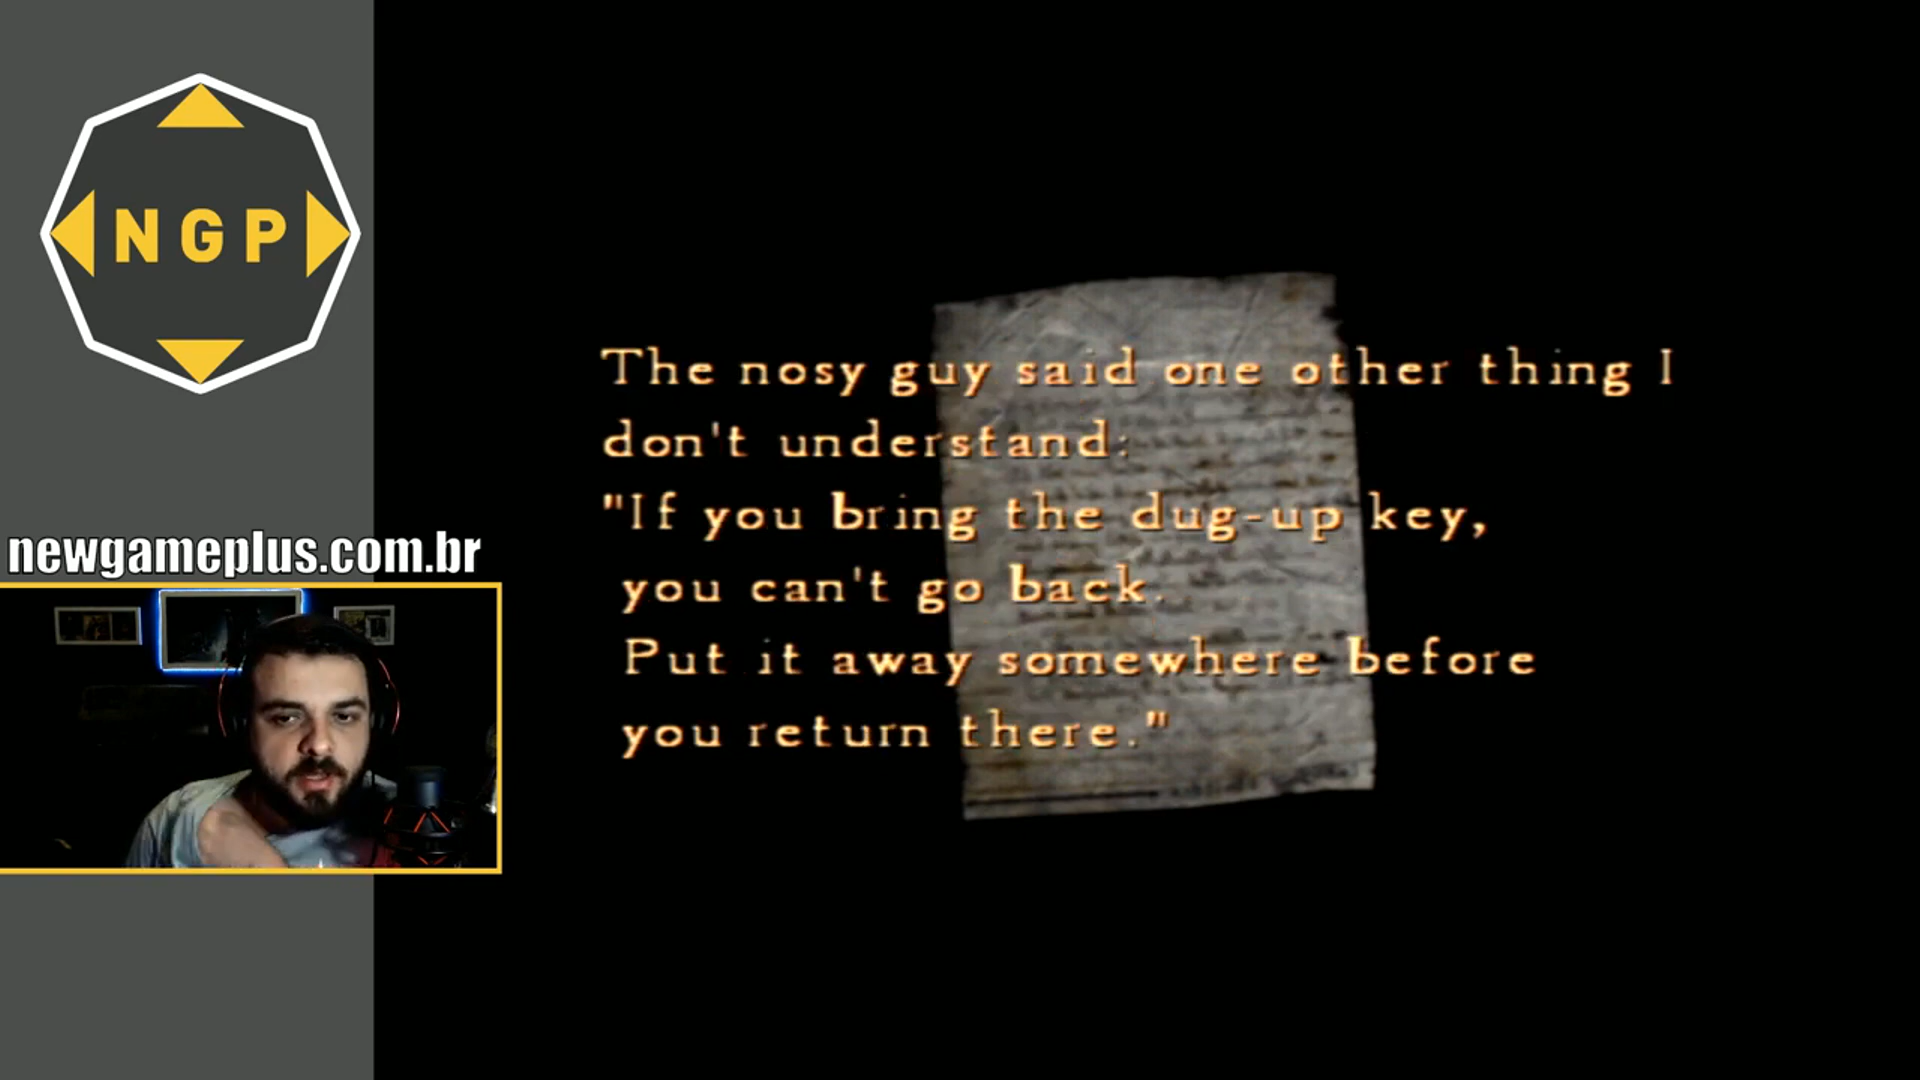 NGP
newgameplus.com.br
The nosy guy said one other thing I
don't understand:
"If you bring the dug-up key,
you can't go back.
Put it away somewhere before
you return there."